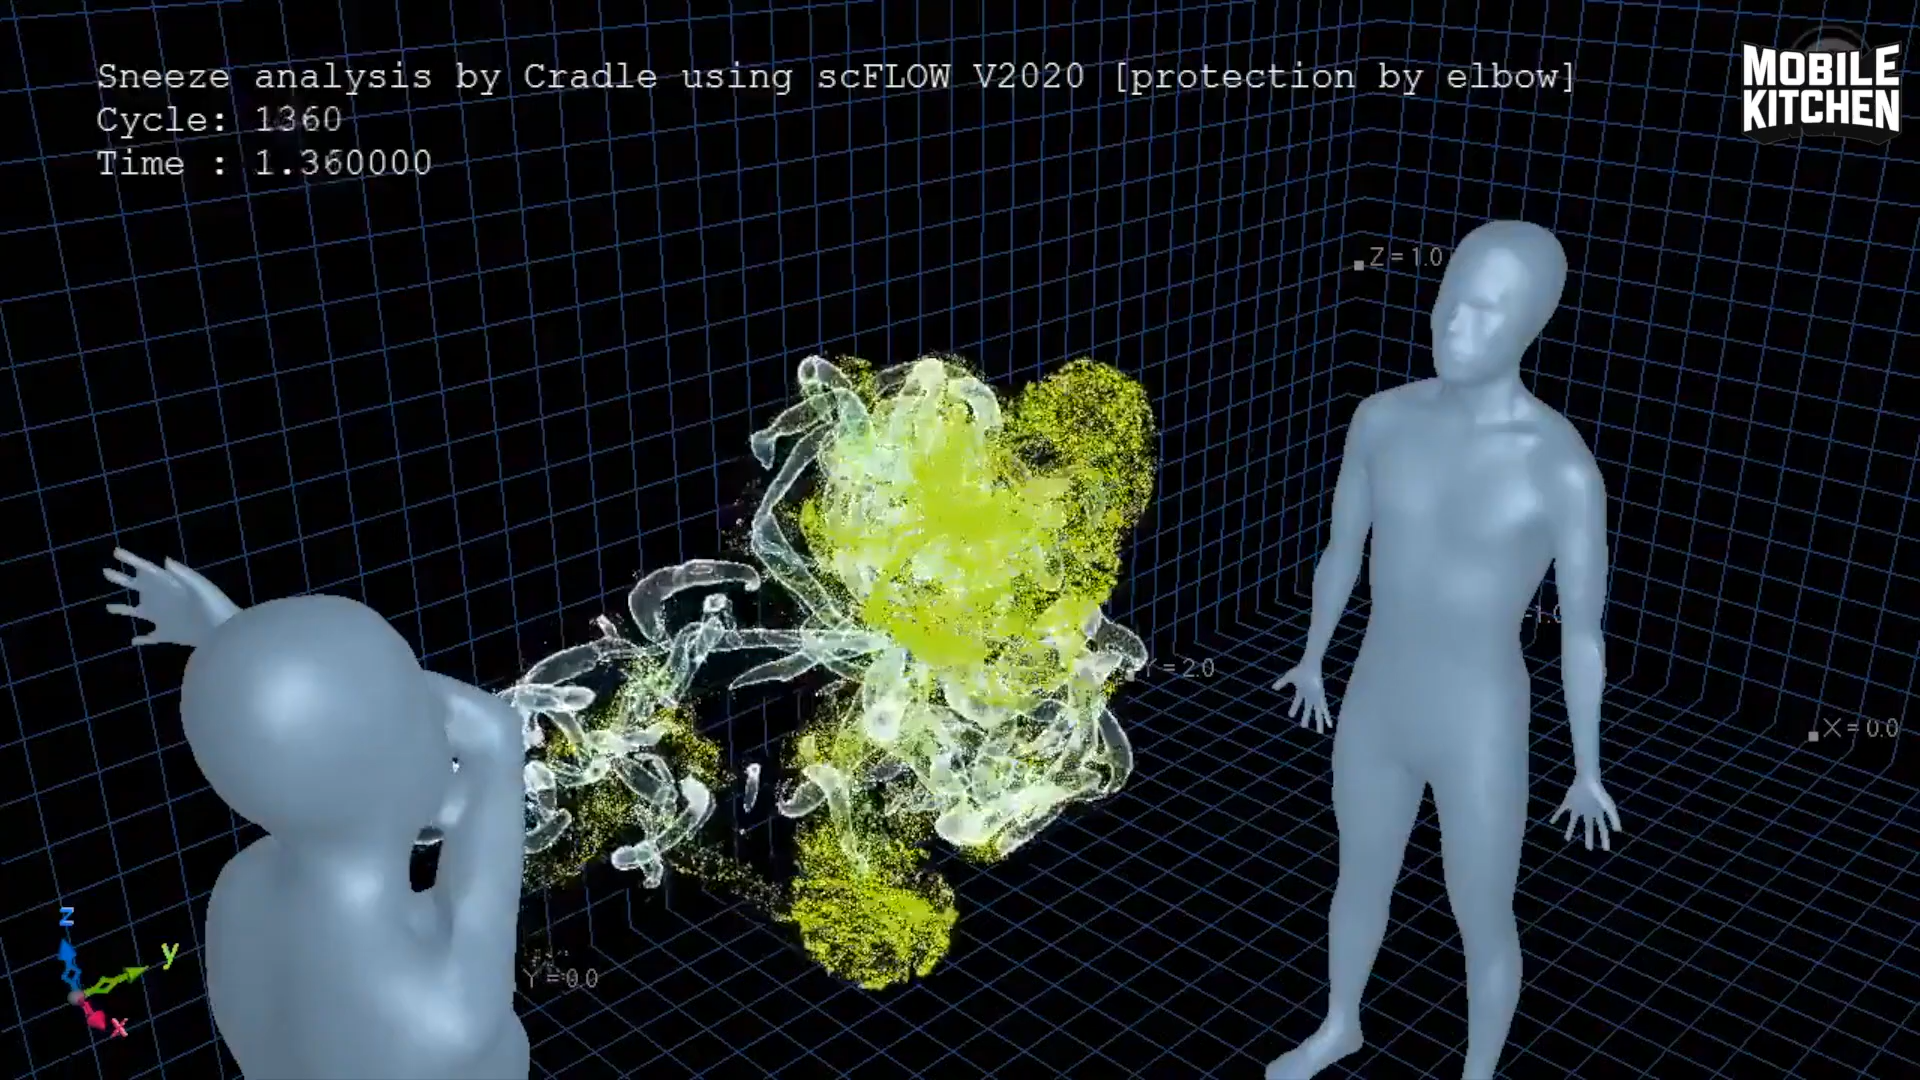 Sneeze analysis by Cradle using scFLOW V2020 [protection by elbow]
Cycle: 1360
Time : 1.360000
MOBILE
KITCHEN
Z = 1.0
Y = 2.0
X = 0.0
Y = 0.0
z
y
x